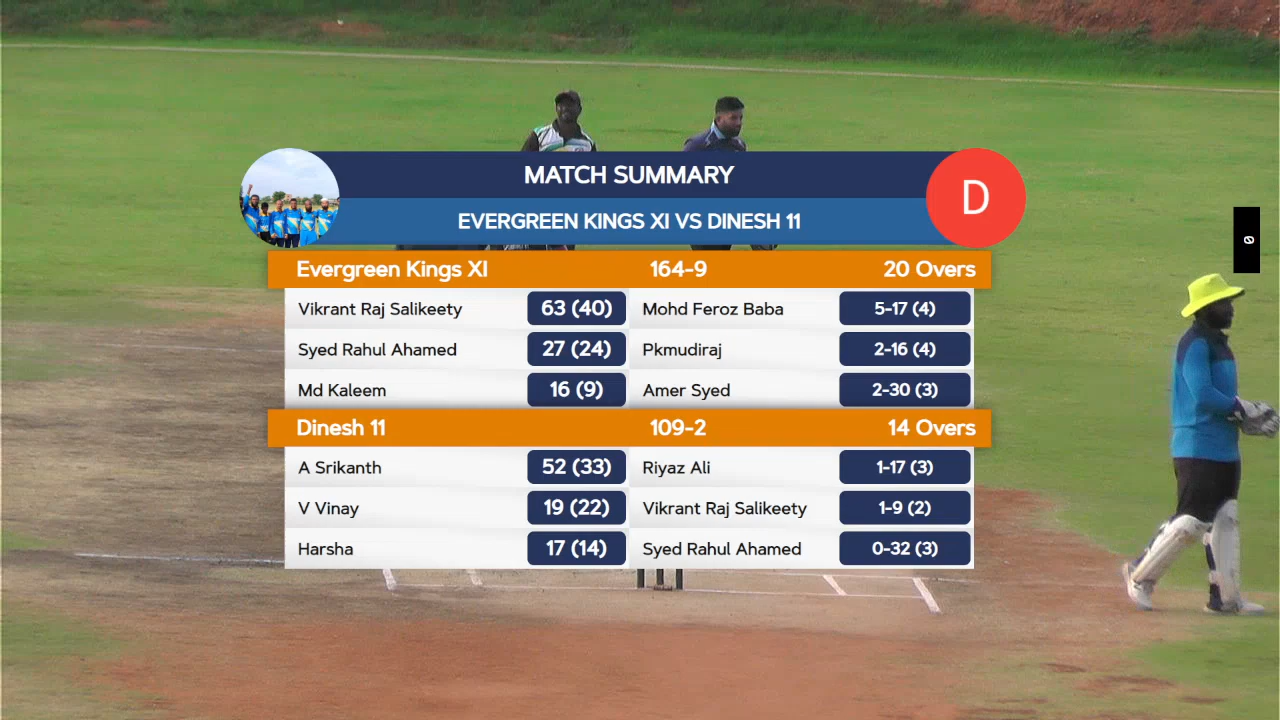 MATCH SUMMARY
EVERGREEN KINGS XI VS DINESH 11
D
Evergreen Kings XI 164-9 20 Overs
Vikrant Raj Salikeety 63 (40) Mohd Feroz Baba 5-17 (4)
Syed Rahul Ahamed 27 (24) Pkmudiraj 2-16 (4)
Md Kaleem 16 (9) Amer Syed 2-30 (3)
Dinesh 11 109-2 14 Overs
A Srikanth 52 (33) Riyaz Ali 1-17 (3)
V Vinay 19 (22) Vikrant Raj Salikeety 1-9 (2)
Harsha 17 (14) Syed Rahul Ahamed 0-32 (3)
0